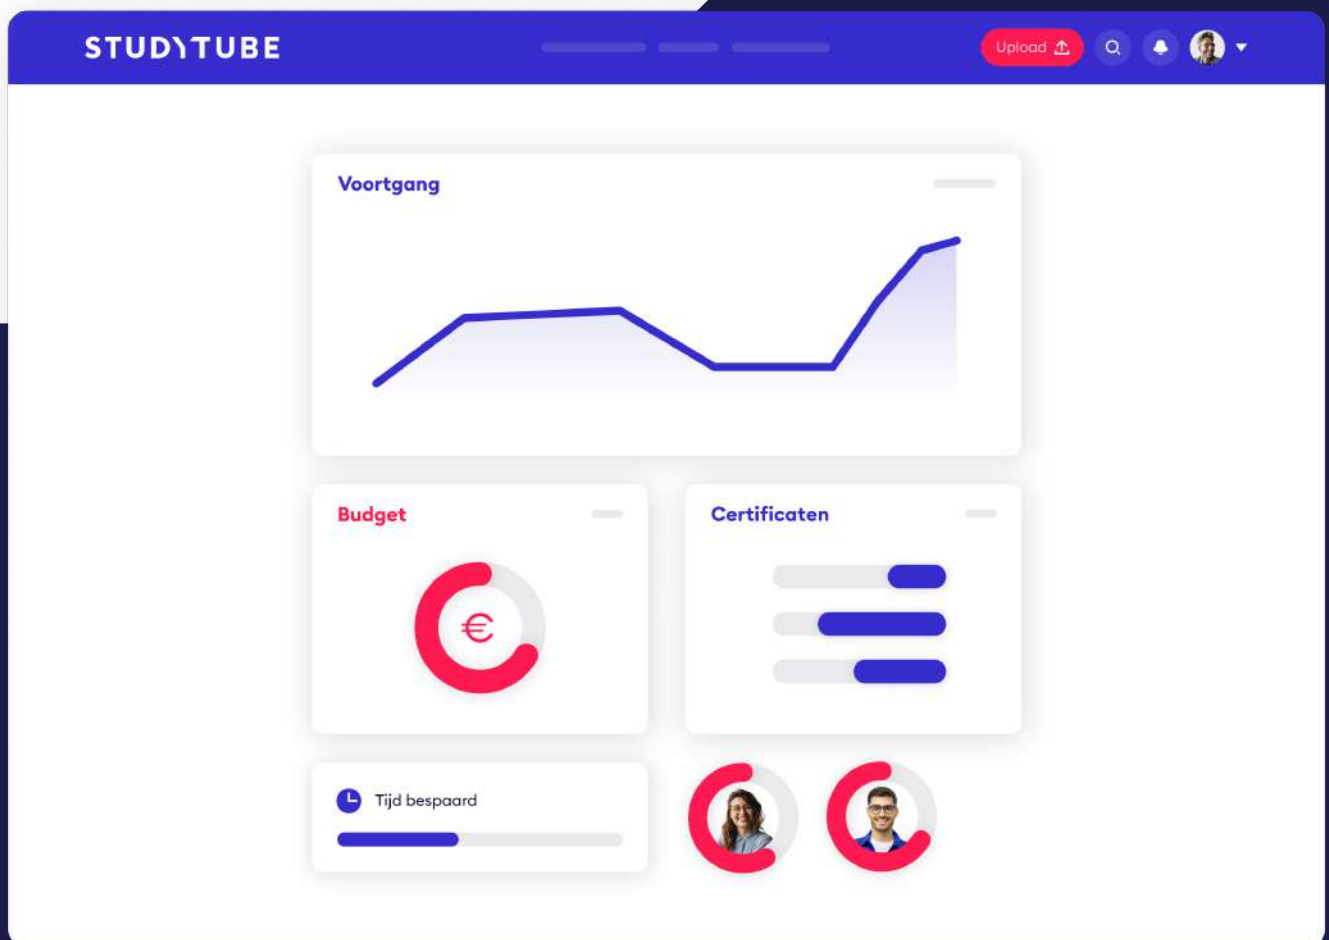 STUDYTUBE
Upload
Voortgang
Budget
Certificaten
€
Tijd bespaard